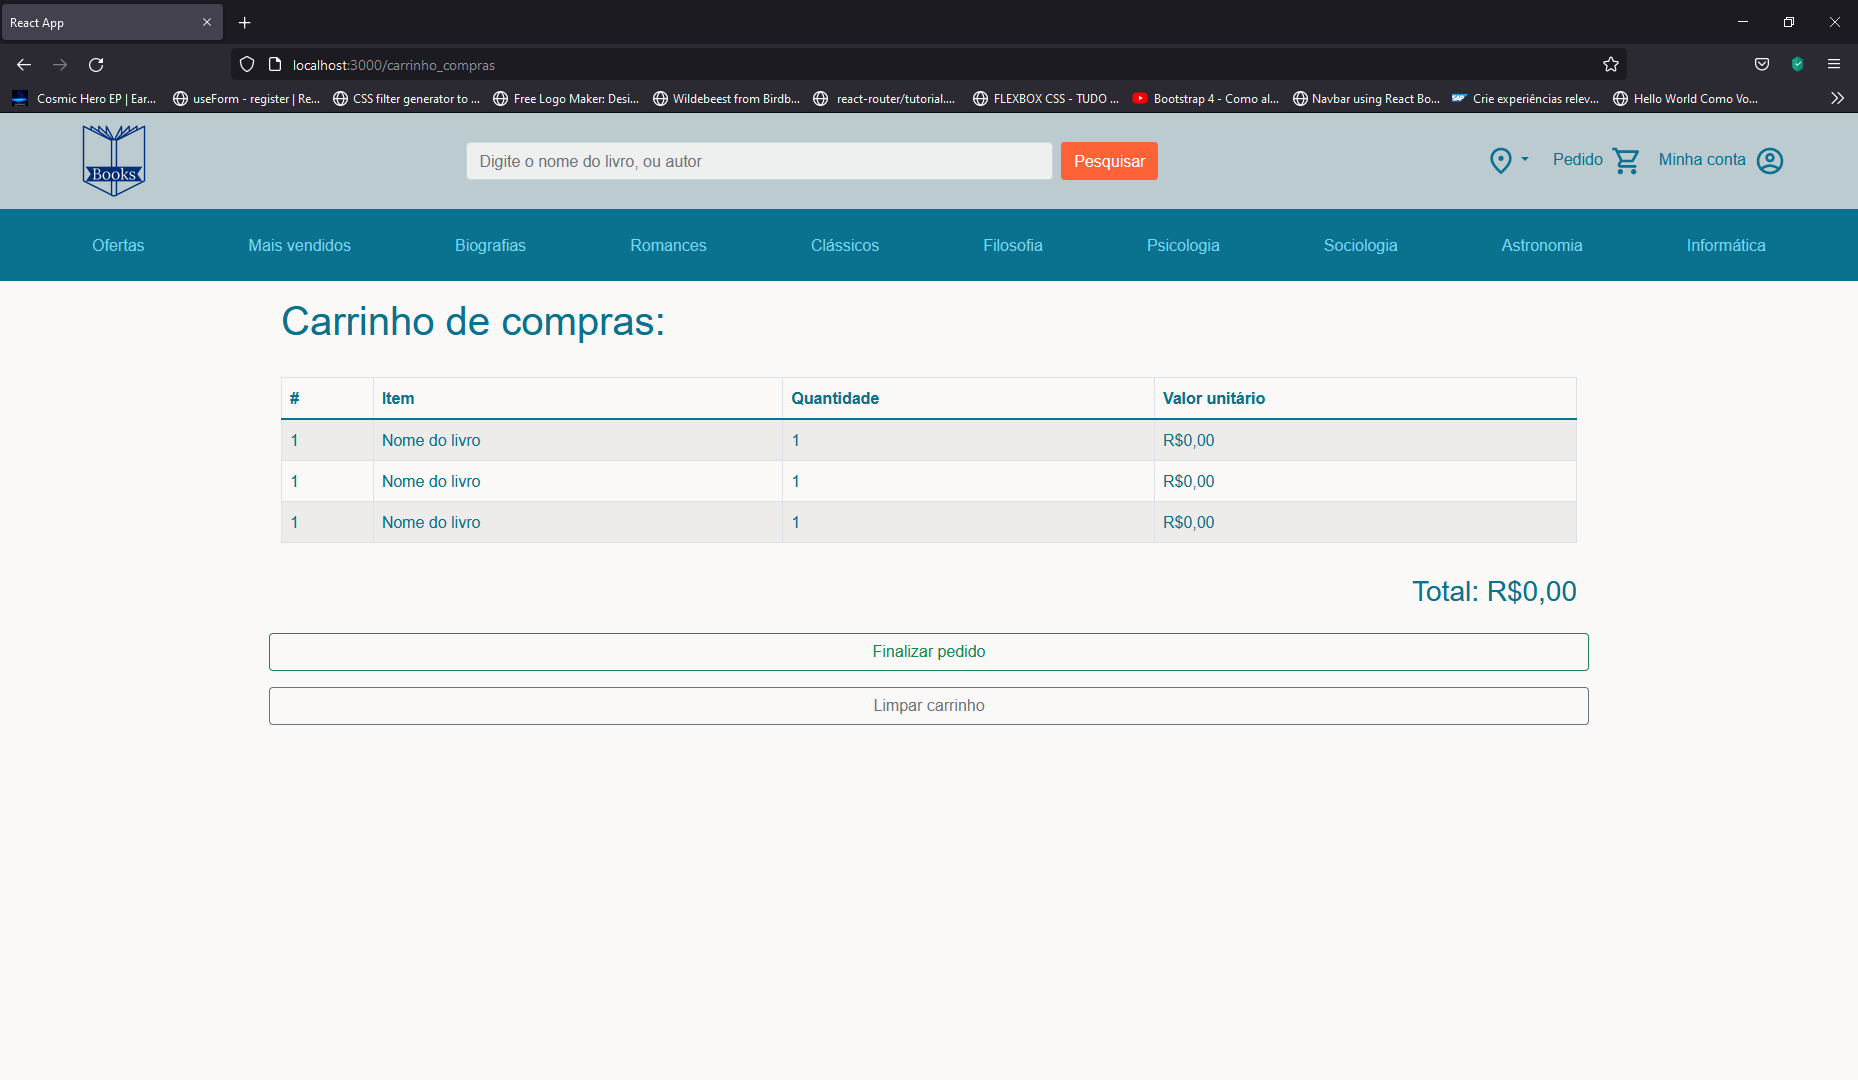 React App
localhost:3000/carrinho_compras
Cosmic Hero EP | Ear... useForm - register | Re... CSS filter generator to ... Free Logo Maker: Desi... Wildebeest from Birdb... react-router/tutorial.... FLEXBOX CSS - TUDO ... Bootstrap 4 - Como al... Navbar using React Bo... SAP Crie experiências relev... Hello World Como Vo...
Books
Digite o nome do livro, ou autor Pesquisar Pedido Minha conta
Ofertas Mais vendidos Biografias Romances Clássicos Filosofia Psicologia Sociologia Astronomia Informática
Carrinho de compras:
# Item Quantidade Valor unitário
1 Nome do livro 1 R$0,00
1 Nome do livro 1 R$0,00
1 Nome do livro 1 R$0,00
Total: R$0,00
Finalizar pedido
Limpar carrinho